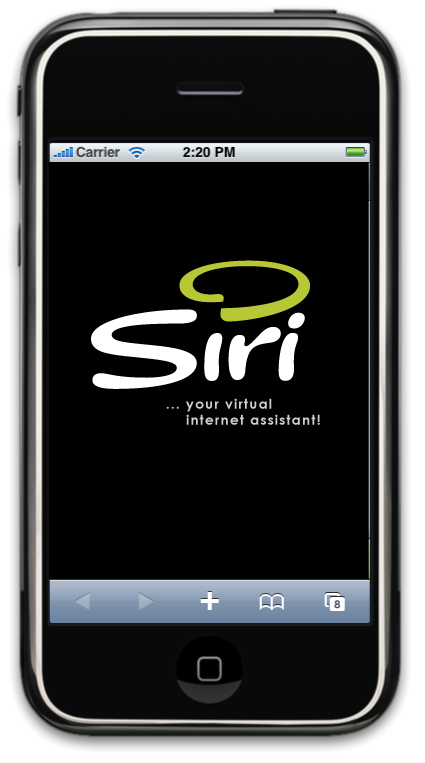 Carrier 2:20 PM
Siri
... your virtual
internet assistant!
8